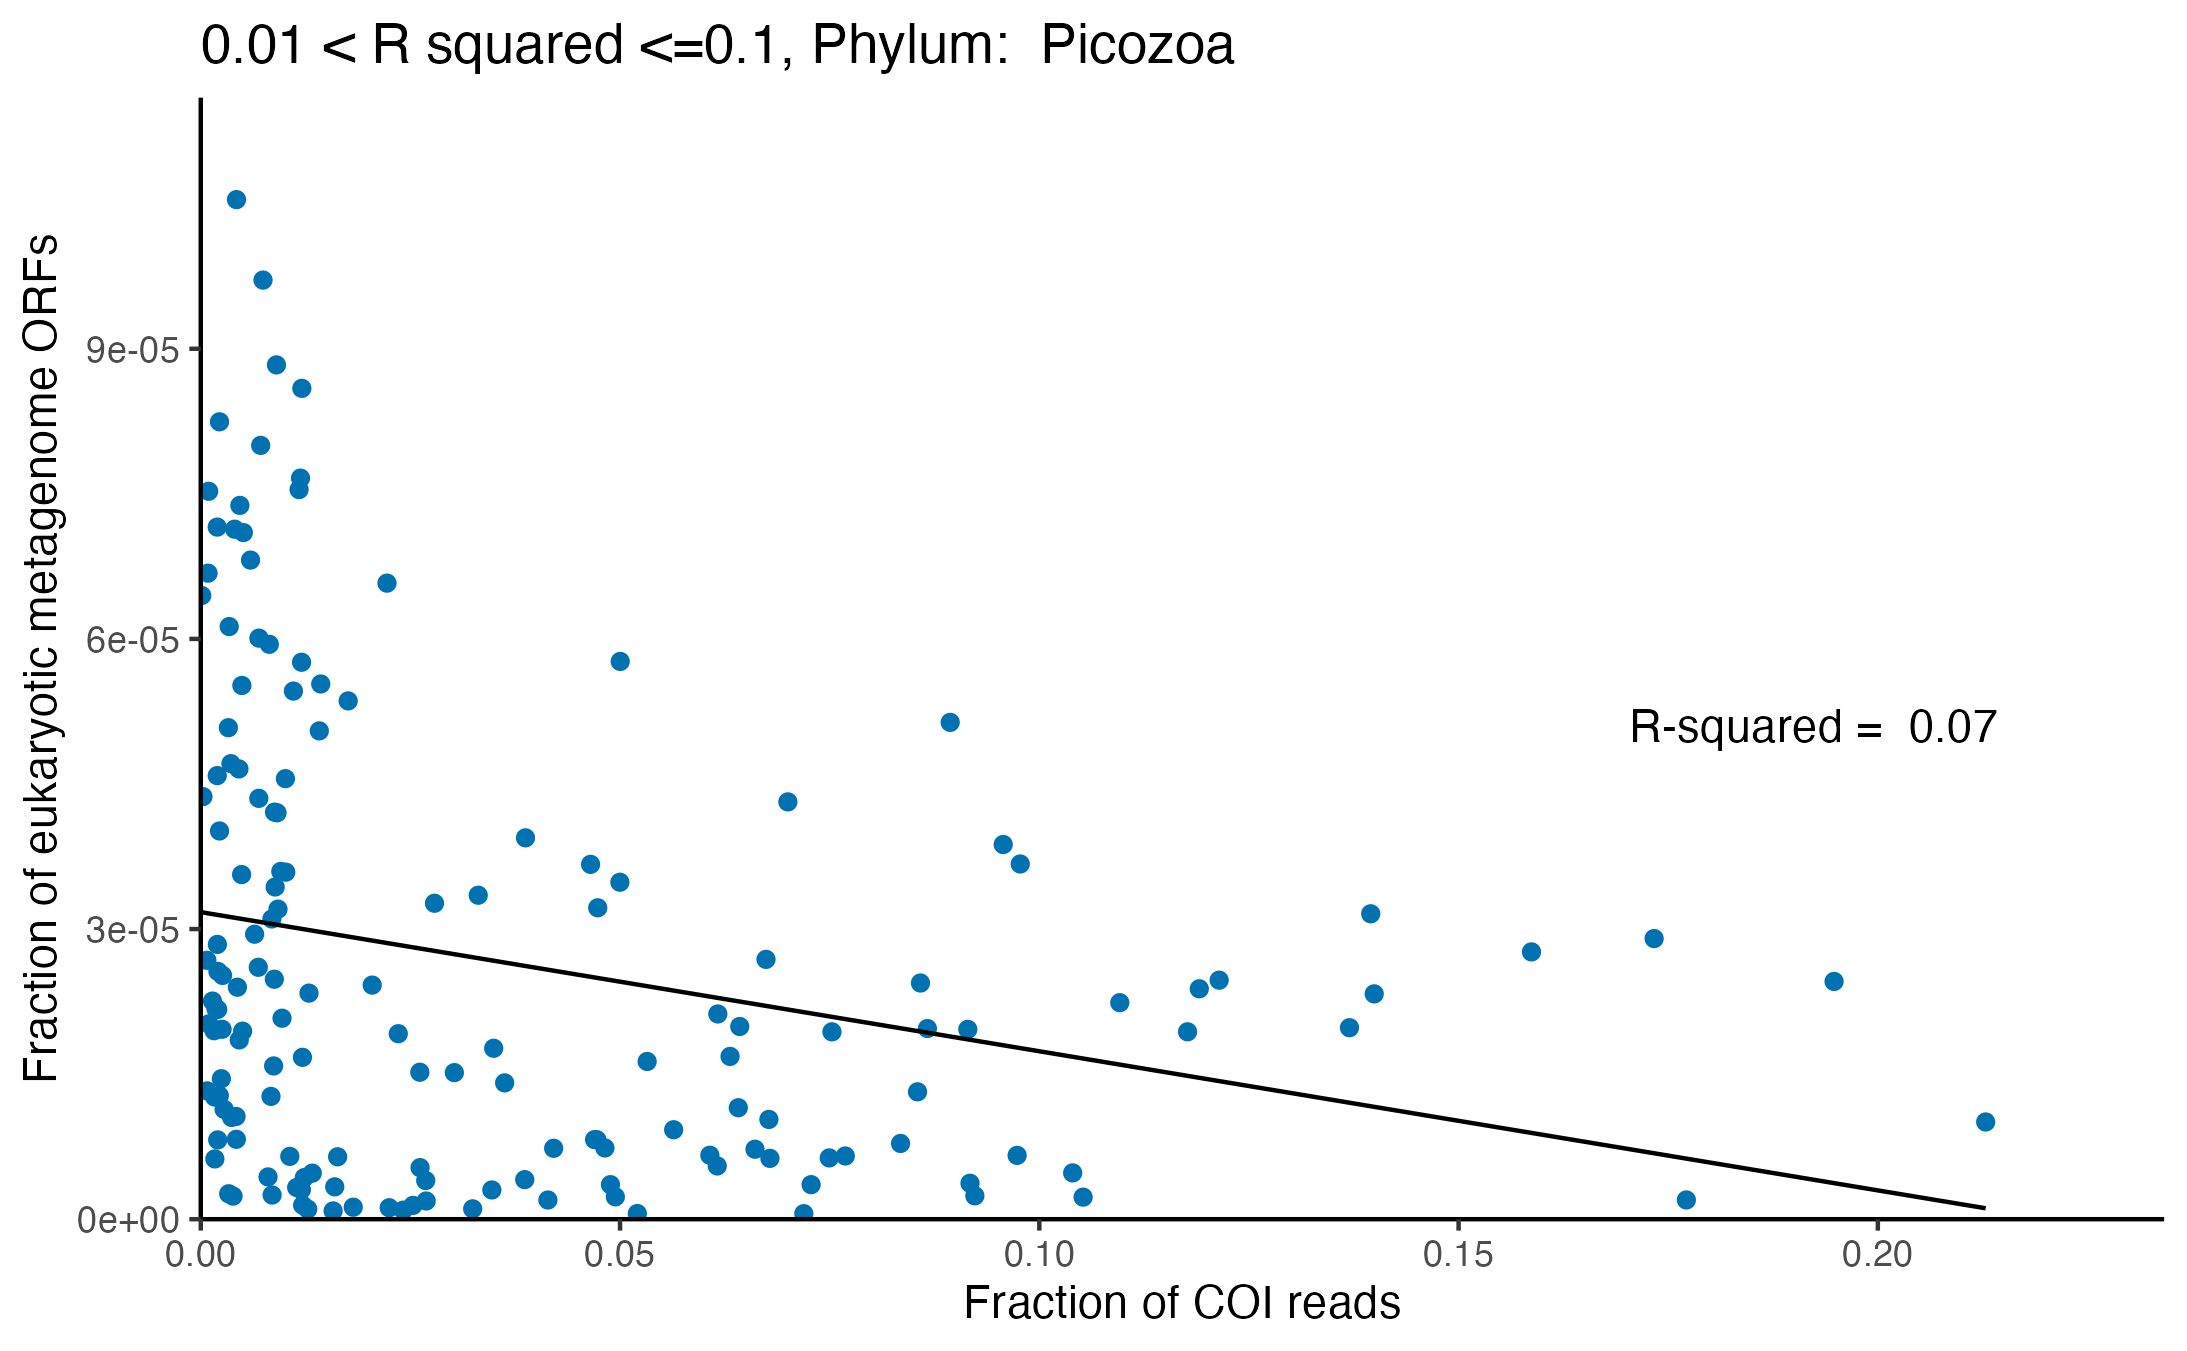 0.01 < R squared <=0.1, Phylum:  Picozoa
Fraction of eukaryotic metagenome ORFs
9e-05
6e-05
3e-05
0e+00
R-squared =  0.07
0.00 0.05 0.10 0.15 0.20
Fraction of COI reads